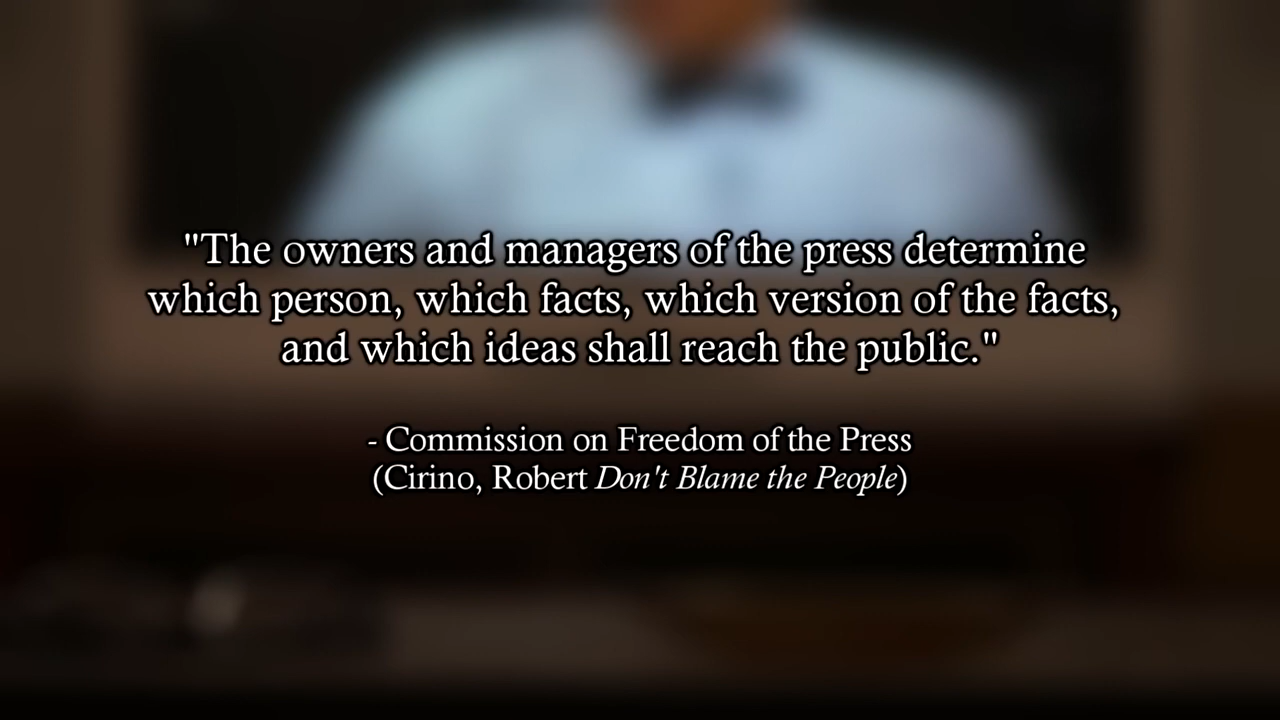 "The owners and managers of the press determine
which person, which facts, which version of the facts,
and which ideas shall reach the public."
- Commission on Freedom of the Press
(Cirino, Robert Don't Blame the People)